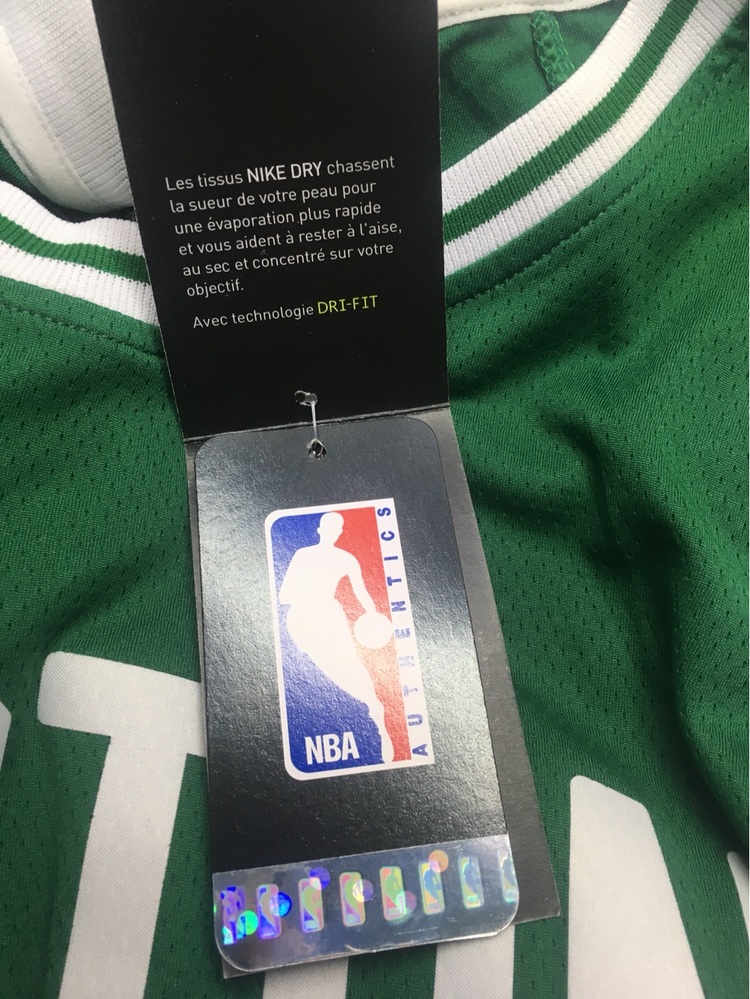 Les tissus NIKE DRY chassent
la sueur de votre peau pour
une évaporation plus rapide
et vous aident à rester à l'aise,
au sec et concentré sur votre
objectif.
Avec technologie DRI-FIT
AUTHENTICS
NBA